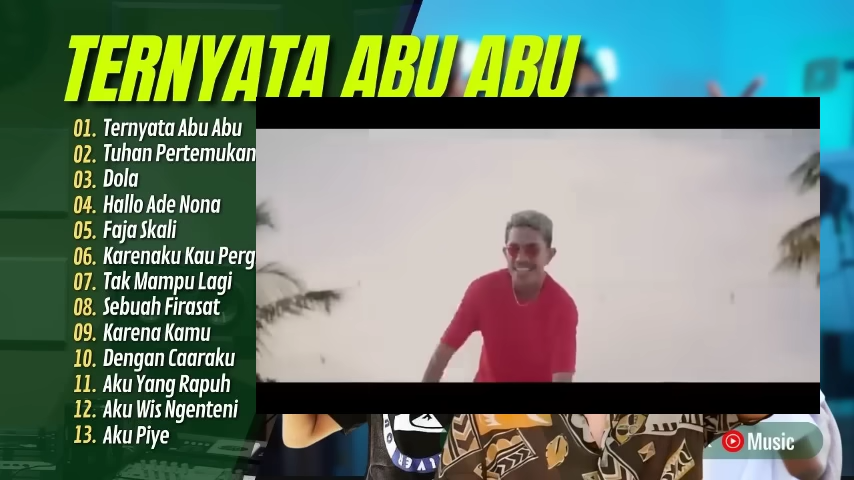 TERNYATA ABU ABU
01. Ternyata Abu Abu
02. Tuhan Pertemukan
03. Dola
04. Hallo Ade Nona
05. Faja Skali
06. Karenaku Kau Perg
07. Tak Mampu Lagi
08. Sebuah Firasat
09. Karena Kamu
10. Dengan Caaraku
11. Aku Yang Rapuh
12. Aku Wis Ngenteni
13. Aku Piye
Music